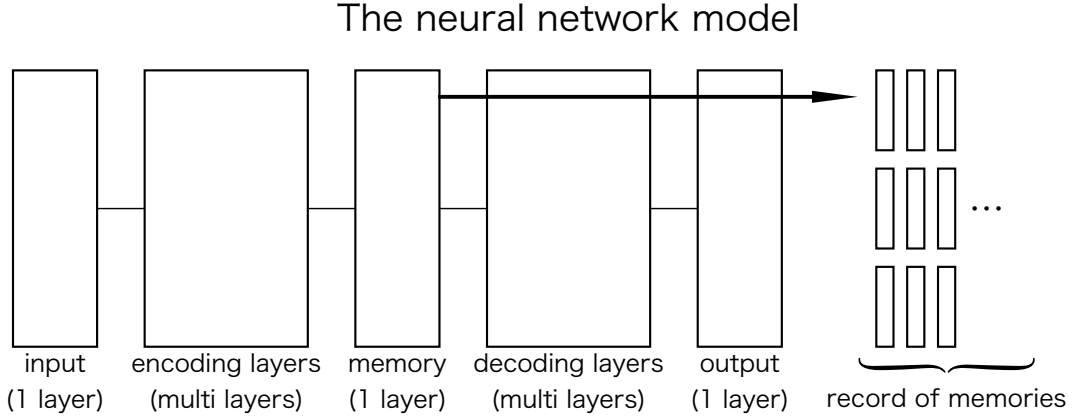 The neural network model
…
input
(1 layer)
encoding layers
(multi layers)
memory
(1 layer)
decoding layers
(multi layers)
output
(1 layer)
record of memories